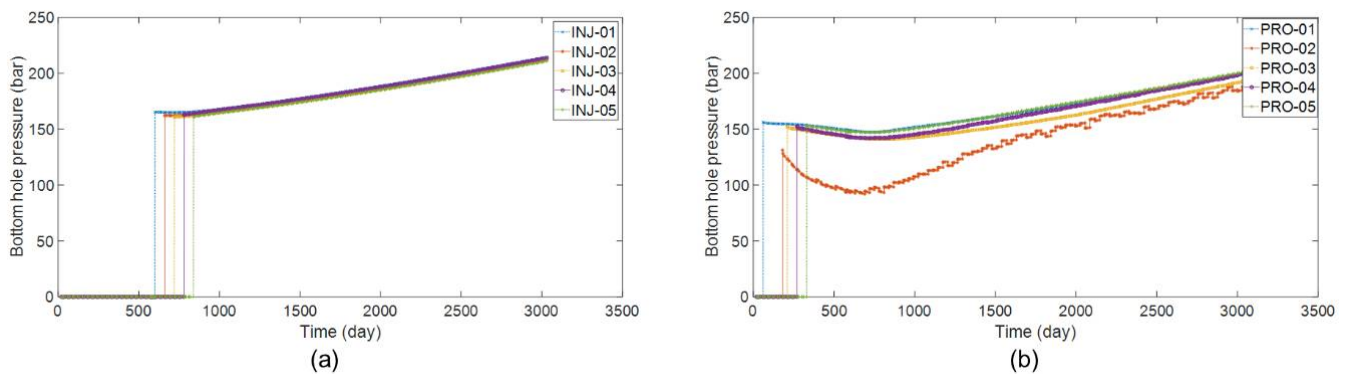 250
200
150
100
50
0
Bottom hole pressure (bar)
INJ-01
INJ-02
INJ-03
INJ-04
INJ-05
0 500 1000 1500 2000 2500 3000 3500
Time (day)
(a)
250
200
150
100
50
0
Bottom hole pressure (bar)
PRO-01
PRO-02
PRO-03
PRO-04
PRO-05
0 500 1000 1500 2000 2500 3000 3500
Time (day)
(b)